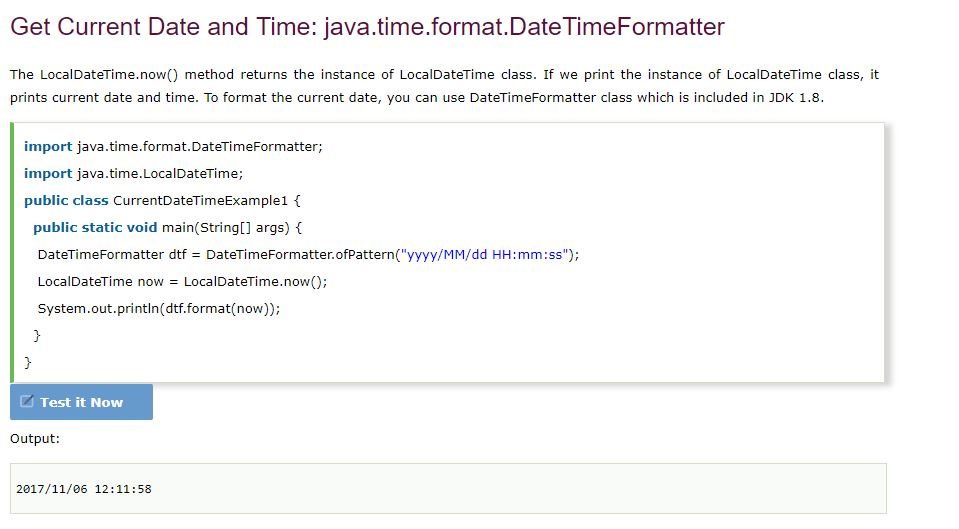 Get Current Date and Time: java.time.format.DateTimeFormatter
The LocalDateTime.now() method returns the instance of LocalDateTime class. If we print the instance of LocalDateTime class, it
prints current date and time. To format the current date, you can use DateTimeFormatter class which is included in JDK 1.8.
import java.time.format.DateTimeFormatter;
import java.time.LocalDateTime;
public class CurrentDateTimeExample1 {
public static void main(String[] args) {
DateTimeFormatter dtf = DateTimeFormatter.ofPattern("yyyy/MM/dd HH:mm:ss");
LocalDateTime now = LocalDateTime.now();
System.out.println(dtf.format(now));
}
}
Test it Now
Output:
2017/11/06 12:11:58